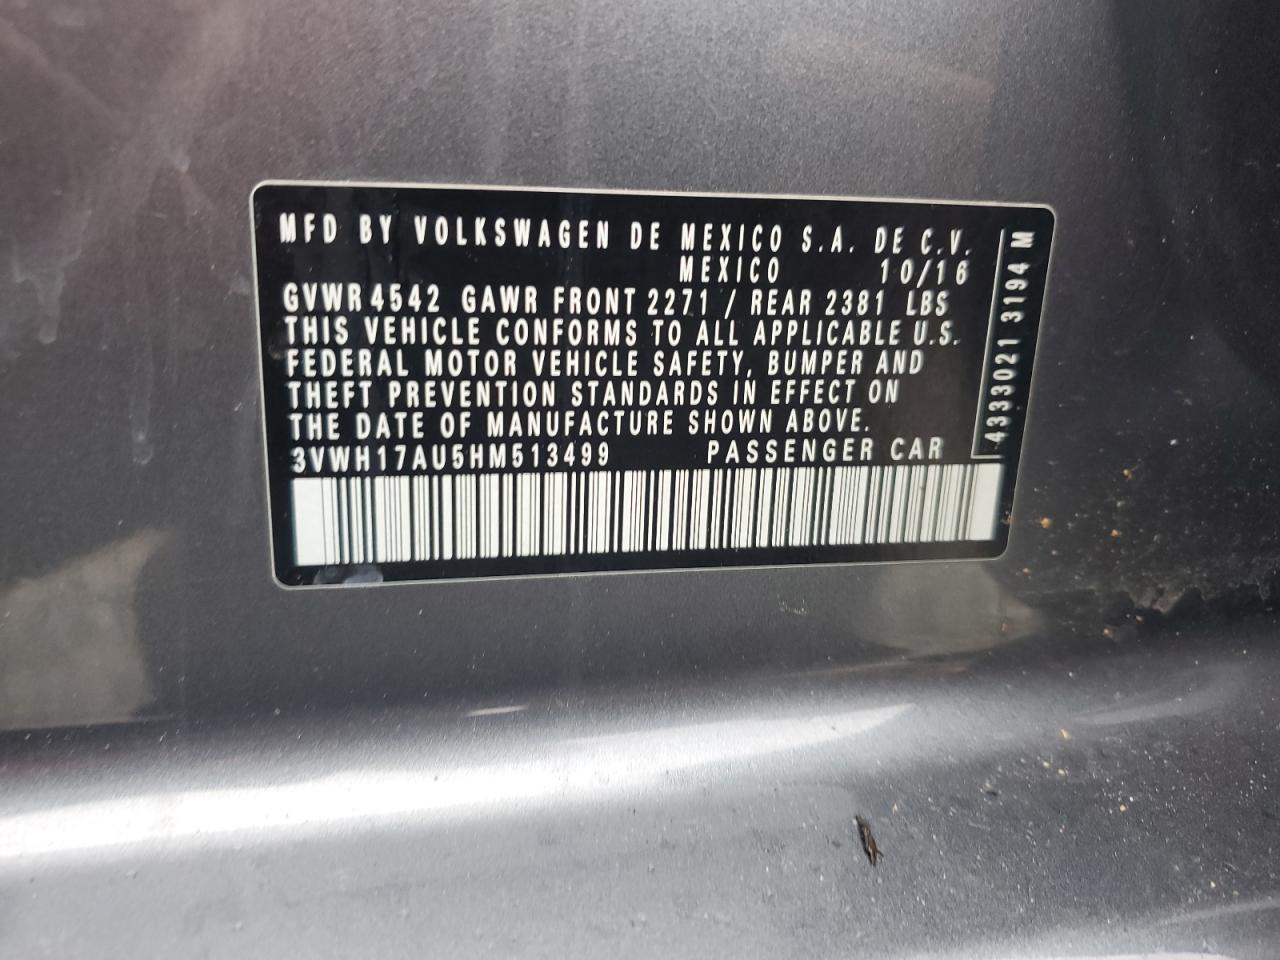 MFD BY VOLKSWAGEN DE MEXICO S.A. DE C.V.
MEXICO 10/16
GVWR 4542 GAWR FRONT 2271 / REAR 2381 LBS
THIS VEHICLE CONFORMS TO ALL APPLICABLE U.S.
FEDERAL MOTOR VEHICLE SAFETY, BUMPER AND
THEFT PREVENTION STANDARDS IN EFFECT ON
THE DATE OF MANUFACTURE SHOWN ABOVE.
3VWH17AU5HM513499 PASSENGER CAR
4333021 3194 M